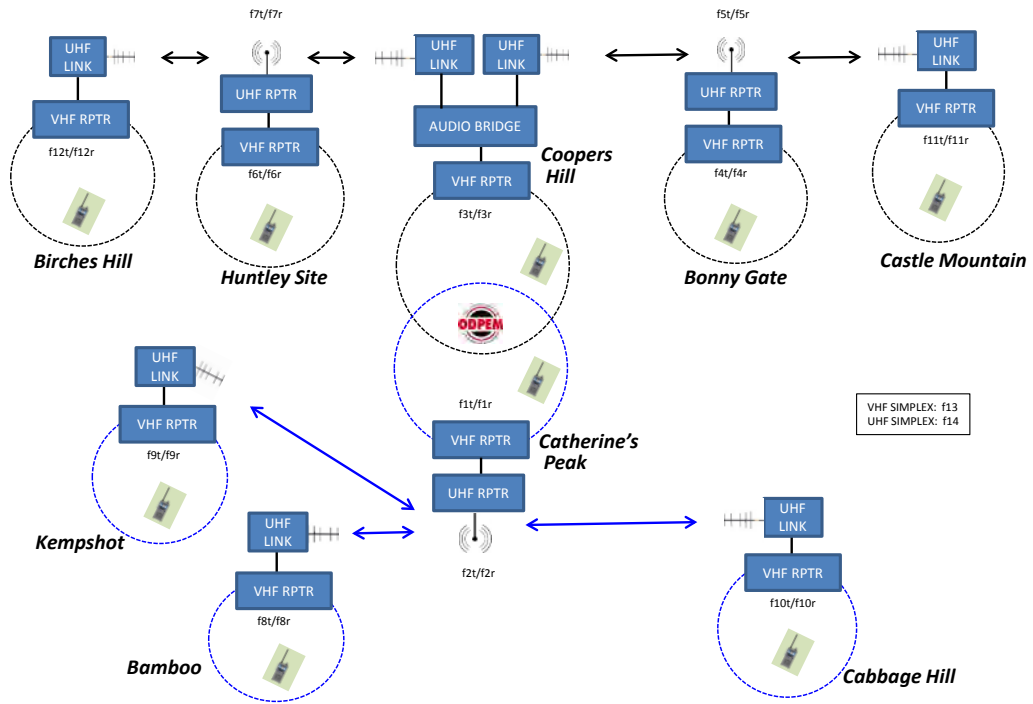 f7t/f7r
f5t/f5r
UHF
LINK
UHF
LINK
UHF
LINK
UHF
LINK
UHF RPTR
UHF RPTR
VHF RPTR
AUDIO BRIDGE
VHF RPTR
f12t/f12r
VHF RPTR
f6t/f6r
Coopers
Hill
VHF RPTR
f4t/f4r
f11t/f11r
VHF RPTR
f3t/f3r
Birches Hill
Huntley Site
Bonny Gate
Castle Mountain
ODPEM
UHF
LINK
f1t/f1r
VHF SIMPLEX: f13
UHF SIMPLEX: f14
VHF RPTR
f9t/f9r
VHF RPTR
Catherine's
Peak
UHF RPTR
Kempshot
UHF
LINK
UHF
LINK
f2t/f2r
VHF RPTR
f8t/f8r
VHF RPTR
f10t/f10r
Bamboo
Cabbage Hill